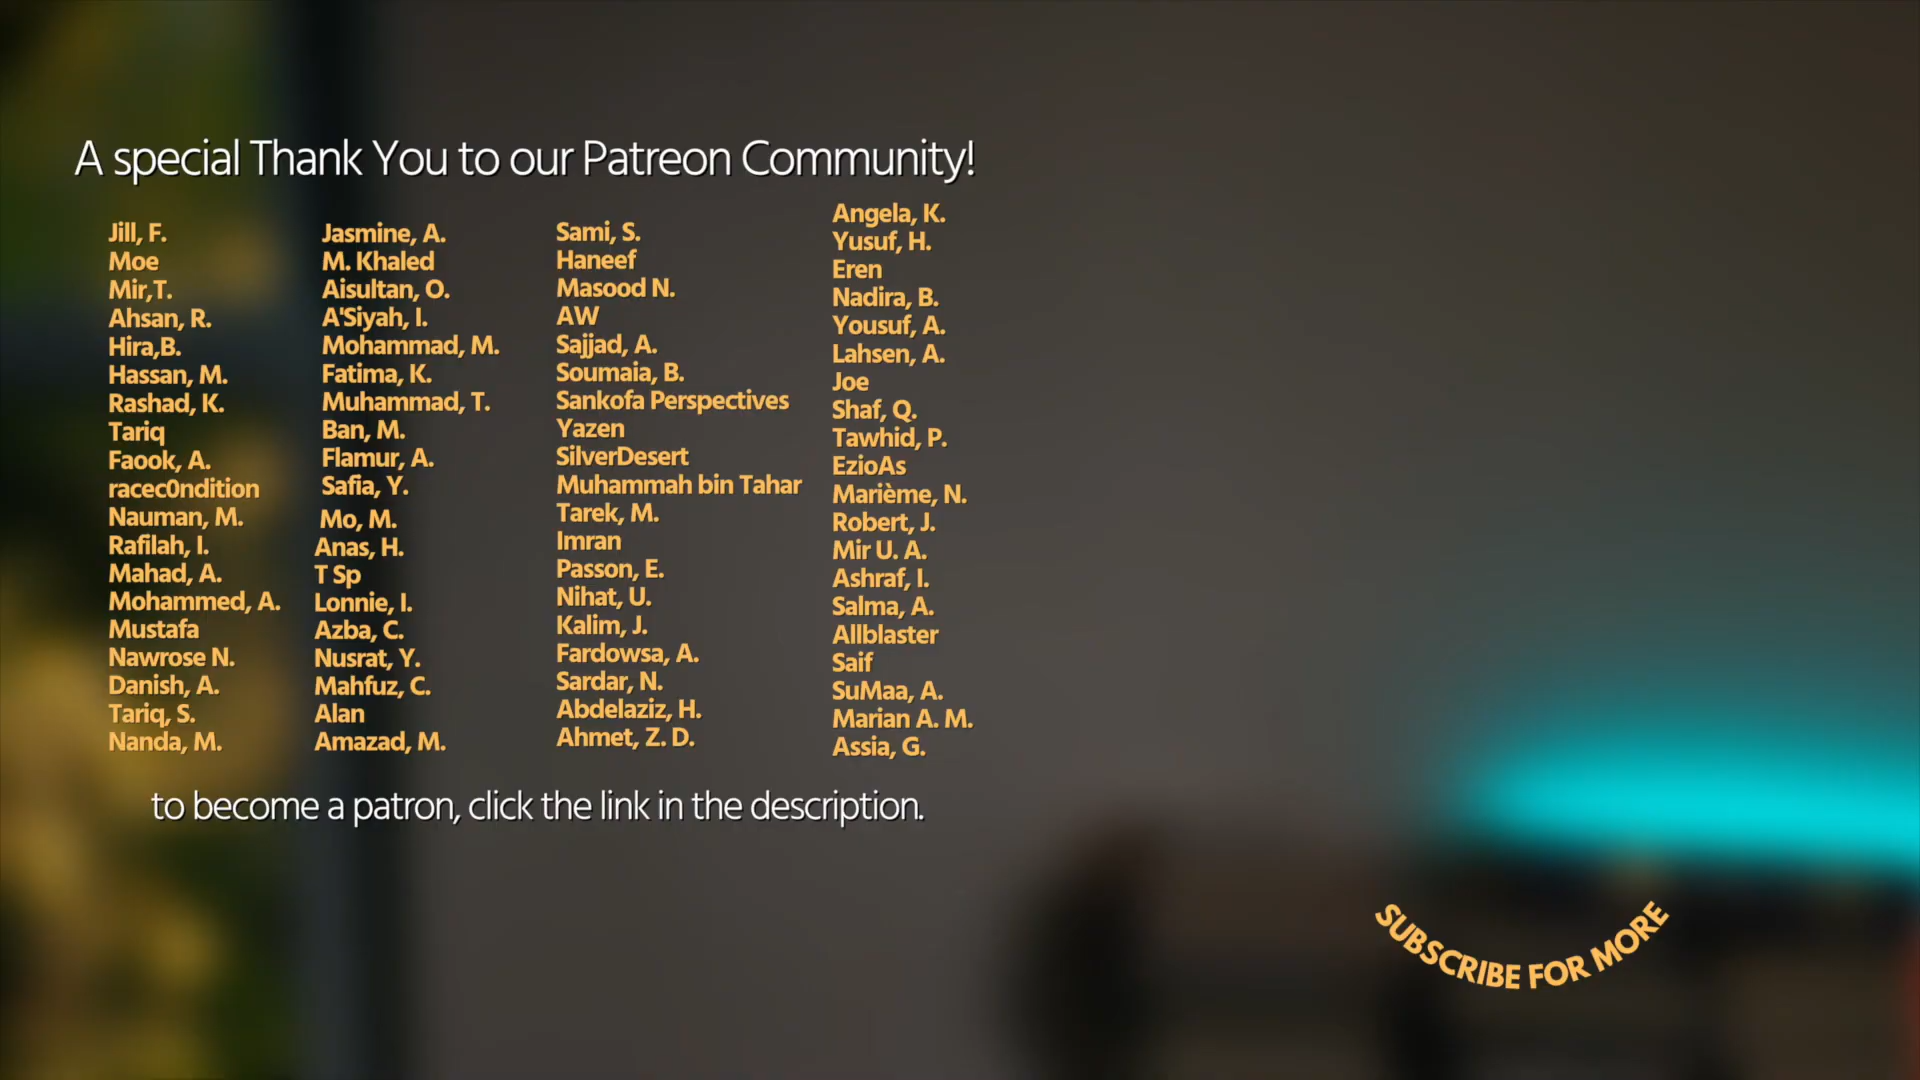 A special Thank You to our Patreon Community!
Jill, F.
Moe
Mir,T.
Ahsan, R.
Hira,B.
Hassan, M.
Rashad, K.
Tariq
Faook, A.
racec0ndition
Nauman, M.
Rafilah, I.
Mahad, A.
Mohammed, A.
Mustafa
Nawrose N.
Danish, A.
Tariq, S.
Nanda, M.
Jasmine, A.
M. Khaled
Aisultan, O.
A'Siyah, I.
Mohammad, M.
Fatima, K.
Muhammad, T.
Ban, M.
Flamur, A.
Safia, Y.
Mo, M.
Anas, H.
T Sp
Lonnie, I.
Azba, C.
Nusrat, Y.
Mahfuz, C.
Alan
Amazad, M.
Sami, S.
Haneef
Masood N.
AW
Sajjad, A.
Soumaia, B.
Sankofa Perspectives
Yazen
SilverDesert
Muhammah bin Tahar
Tarek, M.
Imran
Passon, E.
Nihat, U.
Kalim, J.
Fardowsa, A.
Sardar, N.
Abdelaziz, H.
Ahmet, Z. D.
Angela, K.
Yusuf, H.
Eren
Nadira, B.
Yousuf, A.
Lahsen, A.
Joe
Shaf, Q.
Tawhid, P.
EzioAs
Marième, N.
Robert, J.
Mir U. A.
Ashraf, I.
Salma, A.
Allblaster
Saif
SuMaa, A.
Marian A. M.
Assia, G.
to become a patron, click the link in the description.
SUBSCRIBE FOR MORE